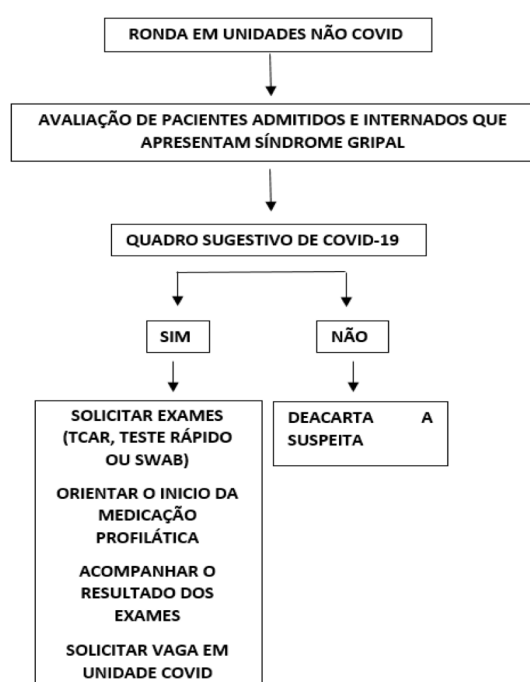 RONDA EM UNIDADES NÃO COVID
AVALIAÇÃO DE PACIENTES ADMITIDOS E INTERNADOS QUE
APRESENTAM SÍNDROME GRIPAL
QUADRO SUGESTIVO DE COVID-19
SIM
NÃO
SOLICITAR EXAMES
(TCAR, TESTE RÁPIDO
OU SWAB)
ORIENTAR O INICIO DA
MEDICAÇÃO
PROFILÁTICA
ACOMPANHAR O
RESULTADO DOS
EXAMES
SOLICITAR VAGA EM
UNIDADE COVID
DEACARTA A
SUSPEITA